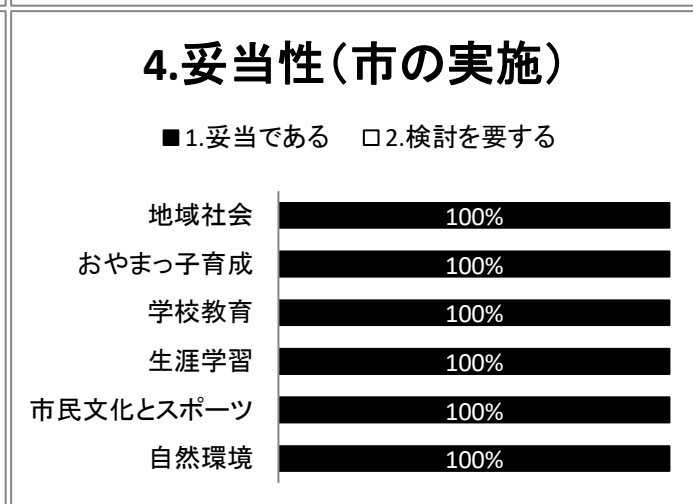 4.妥当性（市の実施）
■1.妥当である □2.検討を要する
地域社会 100%
おやまっ子育成 100%
学校教育 100%
生涯学習 100%
市民文化とスポーツ 100%
自然環境 100%